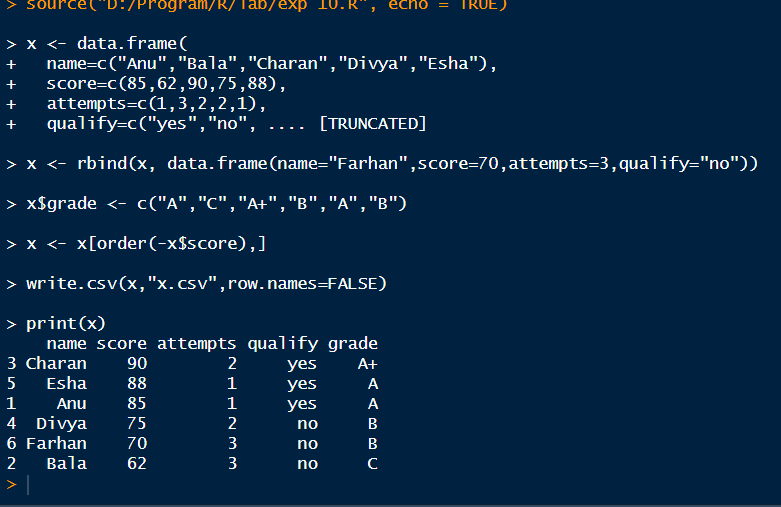 > source("D:/Program/R/lab/exp 10.R", echo = TRUE)
> x <- data.frame(
+   name=c("Anu","Bala","Charan","Divya","Esha"),
+   score=c(85,62,90,75,88),
+   attempts=c(1,3,2,2,1),
+   qualify=c("yes","no", .... [TRUNCATED]
> x <- rbind(x, data.frame(name="Farhan",score=70,attempts=3,qualify="no"))
> x$grade <- c("A","C","A+","B","A","B")
> x <- x[order(-x$score),]
> write.csv(x,"x.csv",row.names=FALSE)
> print(x)
    name score attempts qualify grade
3 Charan    90        2     yes    A+
5   Esha    88        1     yes     A
1    Anu    85        1     yes     A
4  Divya    75        2      no     B
6 Farhan    70        3      no     B
2   Bala    62        3      no     C
>